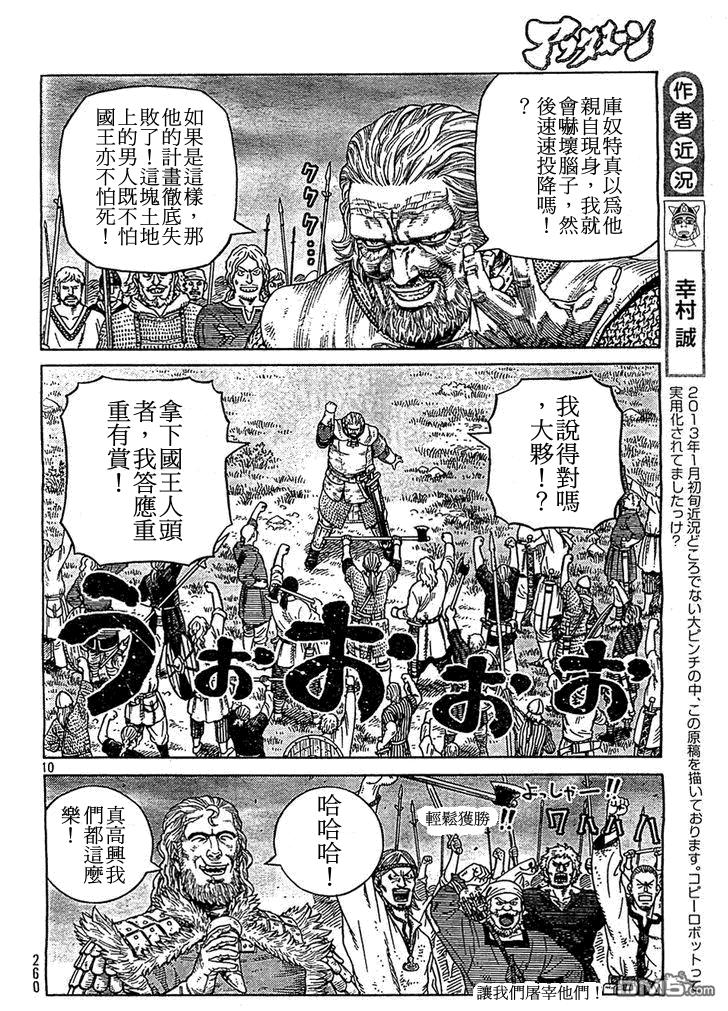 アフタヌーン
作者近況
幸村誠
2013年1月初旬近況どころでない大ピンチの中、この原稿を描いております。コピーロボットって
実用化されてましたっけ?
庫奴特真以為他
親自現身，我就
會嚇壞腦子，然
後速速投降嗎！
？
ククク…
如果是這樣，那
他的計畫徹底失
敗了！這塊土地
上的男人既不怕
國王亦不怕死！
我說得對嗎
，大夥！？
拿下國王人頭
者，我答應重
重有賞！
うおおおおお
10
よっしゃー!!
!!
ワハハハ
輕鬆獲勝
哈哈哈！
真高興我
們都這麼
樂！
讓我們屠宰他們！
260
DM5.com